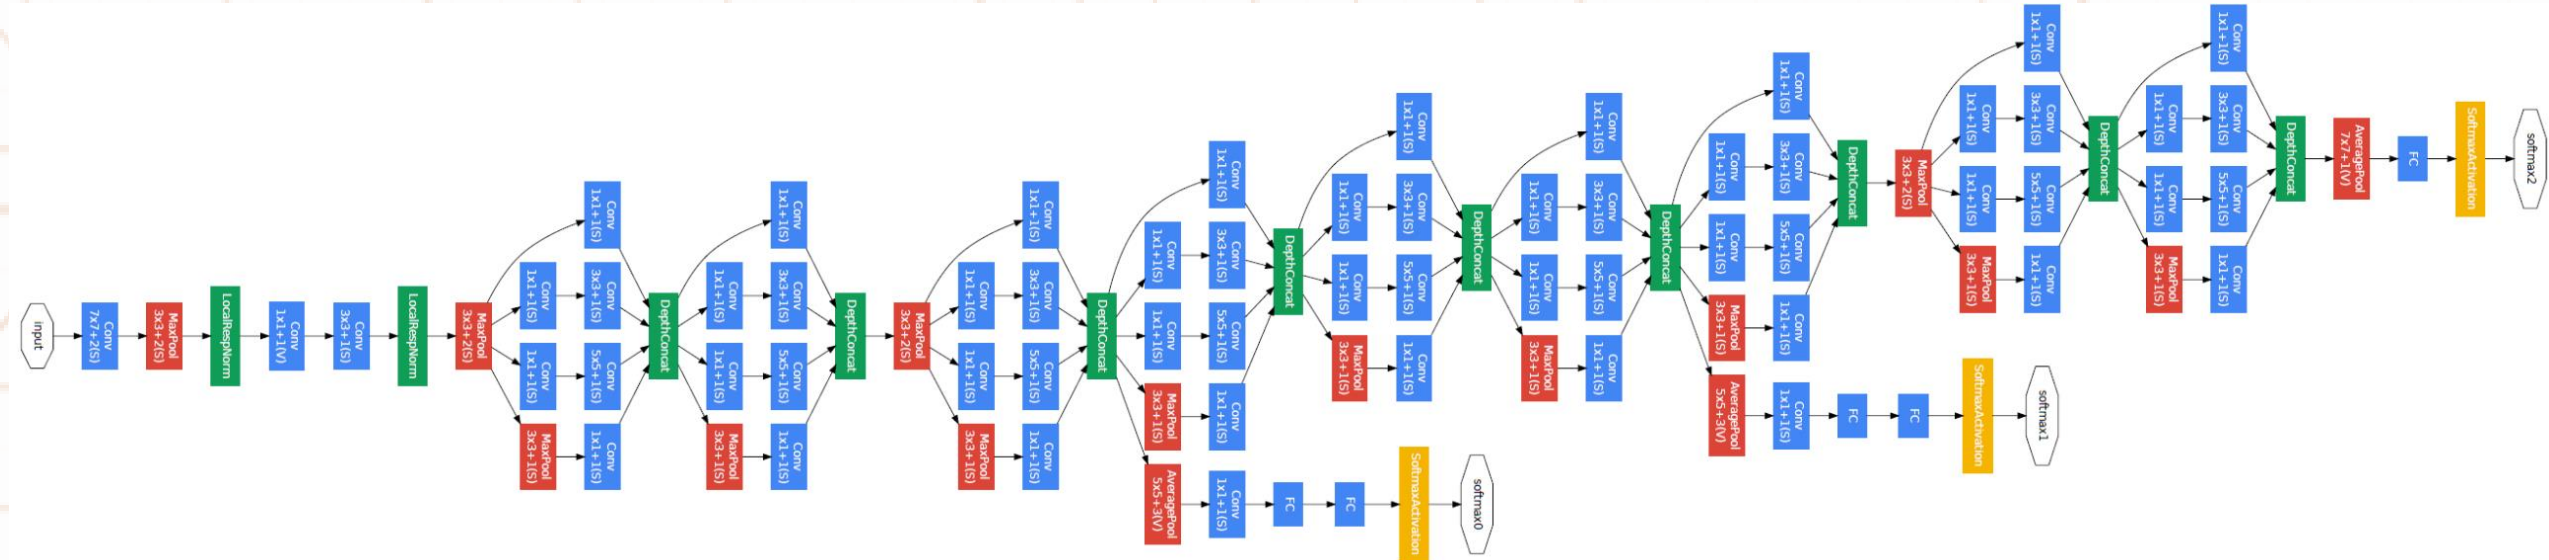 input
Conv
7x7+2(S)
MaxPool
3x3+2(S)
LocalRespNorm
Conv
1x1+1(V)
Conv
3x3+1(S)
LocalRespNorm
MaxPool
3x3+2(S)
Conv
1x1+1(S)
Conv
1x1+1(S)
MaxPool
3x3+1(S)
Conv
1x1+1(S)
Conv
3x3+1(S)
Conv
5x5+1(S)
Conv
1x1+1(S)
DepthConcat
Conv
1x1+1(S)
Conv
1x1+1(S)
MaxPool
3x3+1(S)
Conv
1x1+1(S)
Conv
3x3+1(S)
Conv
5x5+1(S)
Conv
1x1+1(S)
DepthConcat
MaxPool
3x3+2(S)
Conv
1x1+1(S)
Conv
1x1+1(S)
MaxPool
3x3+1(S)
Conv
1x1+1(S)
Conv
3x3+1(S)
Conv
5x5+1(S)
Conv
1x1+1(S)
DepthConcat
Conv
1x1+1(S)
Conv
1x1+1(S)
MaxPool
3x3+1(S)
AveragePool
5x5+3(V)
Conv
1x1+1(S)
Conv
3x3+1(S)
Conv
5x5+1(S)
Conv
1x1+1(S)
Conv
1x1+1(S)
DepthConcat
FC
Conv
1x1+1(S)
Conv
1x1+1(S)
MaxPool
3x3+1(S)
FC
Conv
1x1+1(S)
Conv
3x3+1(S)
Conv
5x5+1(S)
Conv
1x1+1(S)
SoftmaxActivation
DepthConcat
softmax0
Conv
1x1+1(S)
Conv
1x1+1(S)
MaxPool
3x3+1(S)
Conv
1x1+1(S)
Conv
3x3+1(S)
Conv
5x5+1(S)
Conv
1x1+1(S)
DepthConcat
Conv
1x1+1(S)
Conv
1x1+1(S)
MaxPool
3x3+1(S)
AveragePool
5x5+3(V)
Conv
1x1+1(S)
Conv
3x3+1(S)
Conv
5x5+1(S)
Conv
1x1+1(S)
Conv
1x1+1(S)
DepthConcat
FC
MaxPool
3x3+2(S)
FC
Conv
1x1+1(S)
Conv
1x1+1(S)
MaxPool
3x3+1(S)
SoftmaxActivation
Conv
1x1+1(S)
Conv
3x3+1(S)
Conv
5x5+1(S)
Conv
1x1+1(S)
softmax1
DepthConcat
Conv
1x1+1(S)
Conv
1x1+1(S)
MaxPool
3x3+1(S)
Conv
1x1+1(S)
Conv
3x3+1(S)
Conv
5x5+1(S)
Conv
1x1+1(S)
DepthConcat
AveragePool
7x7+1(V)
FC
SoftmaxActivation
softmax2